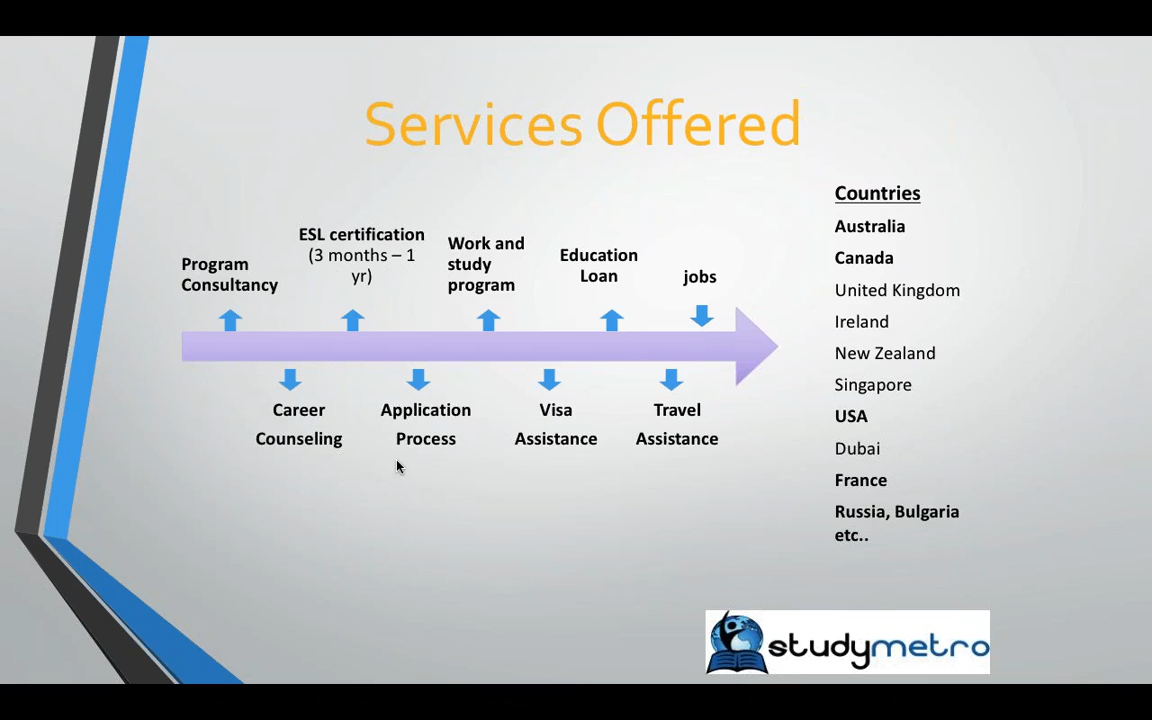 Services Offered
Program
Consultancy
ESL certification
(3 months – 1
yr)
Work and
study
program
Education
Loan
jobs
Career
Counseling
Application
Process
Visa
Assistance
Travel
Assistance
Countries
Australia
Canada
United Kingdom
Ireland
New Zealand
Singapore
USA
Dubai
France
Russia, Bulgaria
etc..
studymetro